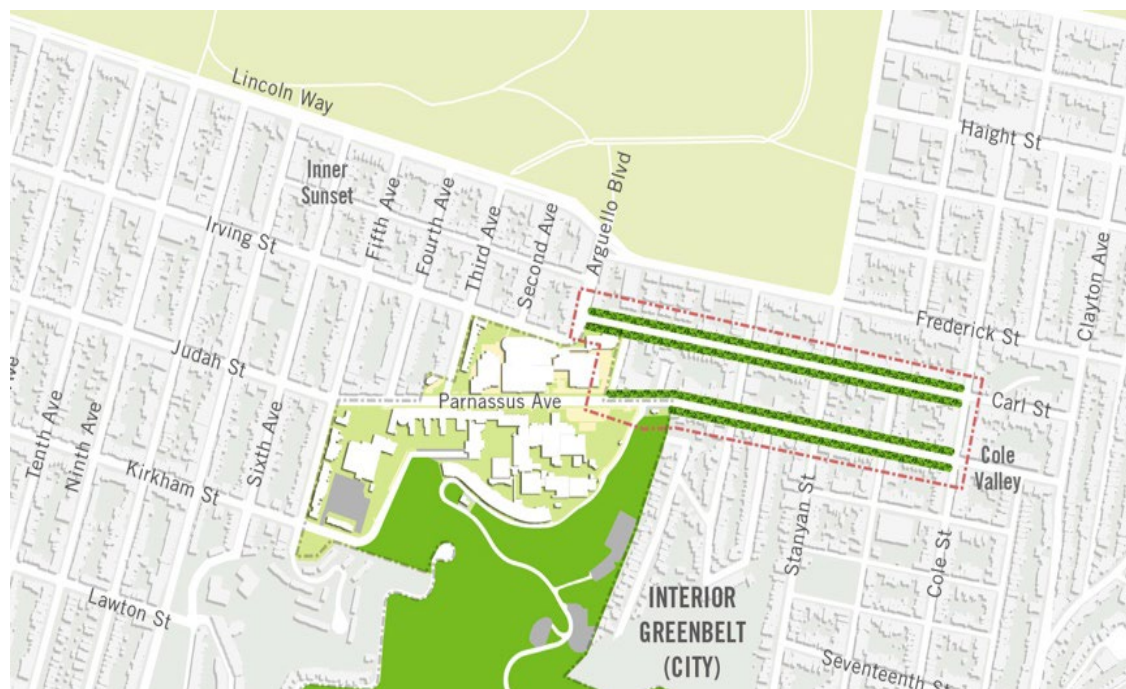 Lincoln Way
Haight St
Inner
Sunset
Arguello Blvd
Clayton Ave
Fifth Ave
Fourth Ave
Third Ave
Second Ave
Irving St
Frederick St
Judah St
Parnassus Ave
Carl St
Tenth Ave
Ninth Ave
Sixth Ave
Cole
Valley
Kirkham St
Stanyan St
Cole St
Lawton St
INTERIOR
GREENBELT
(CITY)
Seventeenth